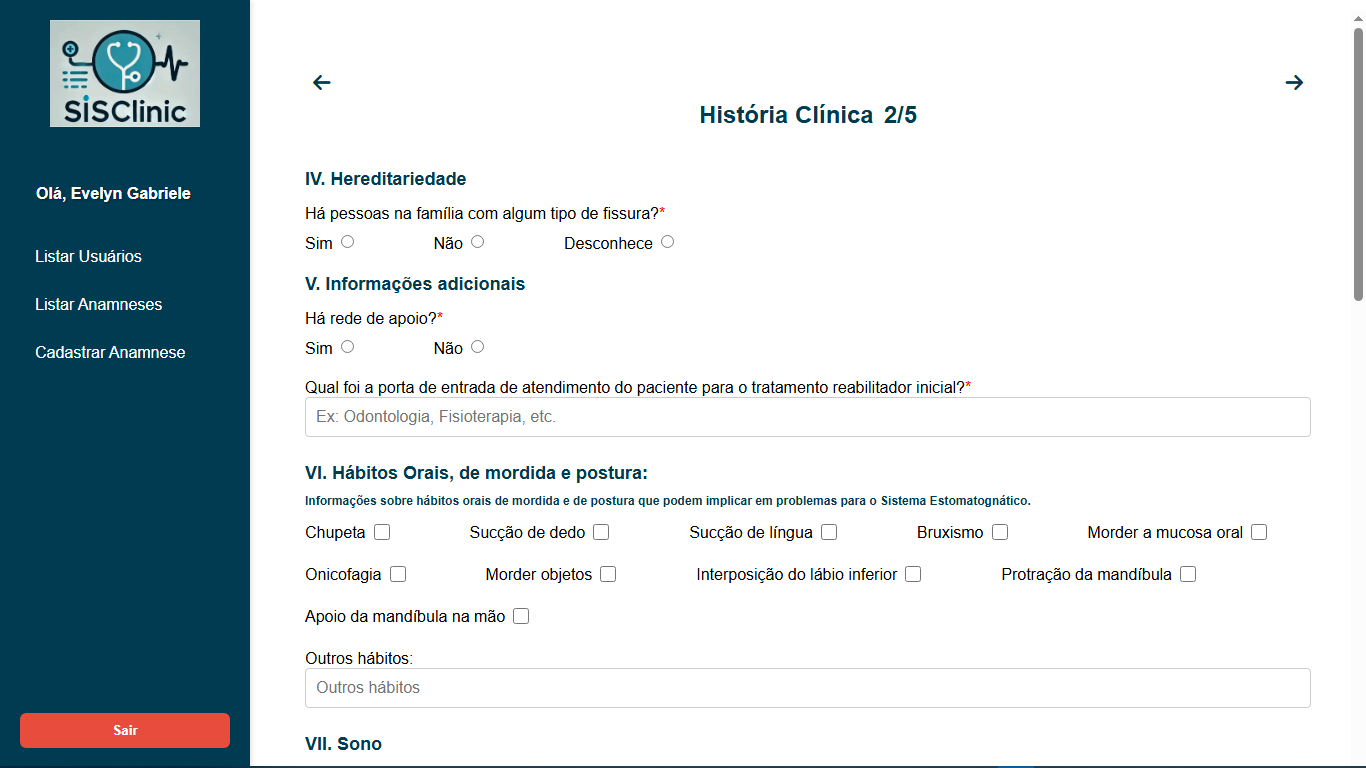 SiSClinic
Olá, Evelyn Gabriele
Listar Usuários
Listar Anamneses
Cadastrar Anamnese
Sair
História Clínica 2/5
IV. Hereditariedade
Há pessoas na família com algum tipo de fissura?*
Sim Não Desconhece
V. Informações adicionais
Há rede de apoio?*
Sim Não
Qual foi a porta de entrada de atendimento do paciente para o tratamento reabilitador inicial?*
Ex: Odontologia, Fisioterapia, etc.
VI. Hábitos Orais, de mordida e postura:
Informações sobre hábitos orais de mordida e de postura que podem implicar em problemas para o Sistema Estomatognático.
Chupeta Sucção de dedo Sucção de língua Bruxismo Morder a mucosa oral
Onicofagia Morder objetos Interposição do lábio inferior Protração da mandíbula
Apoio da mandíbula na mão
Outros hábitos:
Outros hábitos
VII. Sono